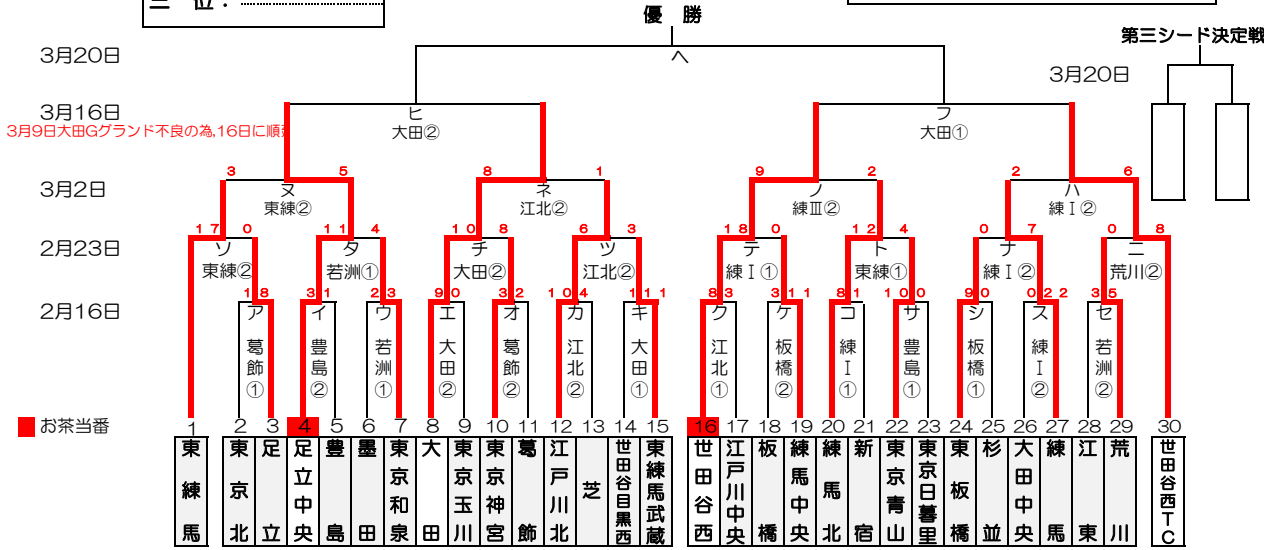 三 位：
優 勝
第三シード決定戦
3月20日
へ
3月20日
3月16日
ヒ
大田②
フ
大田①
3月9日大田Gグランド不良の為,16日に順
3月2日
3 5
ヌ
東練②
8 1
ネ
江北②
9 2
ノ
練Ⅲ②
2 6
ハ
練Ⅰ②
2月23日
17 0
ソ
東練②
11 4
タ
若洲①
10 8
チ
大田②
6 3
ツ
江北②
18 0
テ
練Ⅰ①
12 4
ト
東練①
0 7
ナ
練Ⅰ②
0 8
ニ
荒川②
2月16日
1 8
ア
葛飾①
3 1
イ
豊島②
2 3
ウ
若洲①
9 0
エ
大田②
3 2
オ
葛飾②
10 4
カ
江北②
1 11
キ
大田①
8 3
ク
江北①
3 11
ケ
板橋②
8 1
コ
練Ⅰ①
10 0
サ
豊島①
9 0
シ
板橋①
0 22
ス
練Ⅰ②
3 5
セ
若洲②
お茶当番
1 2 3 4 5 6 7 8 9 10 11 12 13 14 15 16 17 18 19 20 21 22 23 24 25 26 27 28 29 30
東練馬
東京北
足立
足立中央
豊島
墨田
東京和泉
大田
東京玉川
東京神宮
葛飾
江戸川北
芝
世田谷目黒西
東練馬武蔵
世田谷西
江戸川中央
板橋
練馬中央
練馬北
新宿
東京青山
東京日暮里
東板橋
杉並
大田中央
練馬
江東
荒川
世田谷西TC